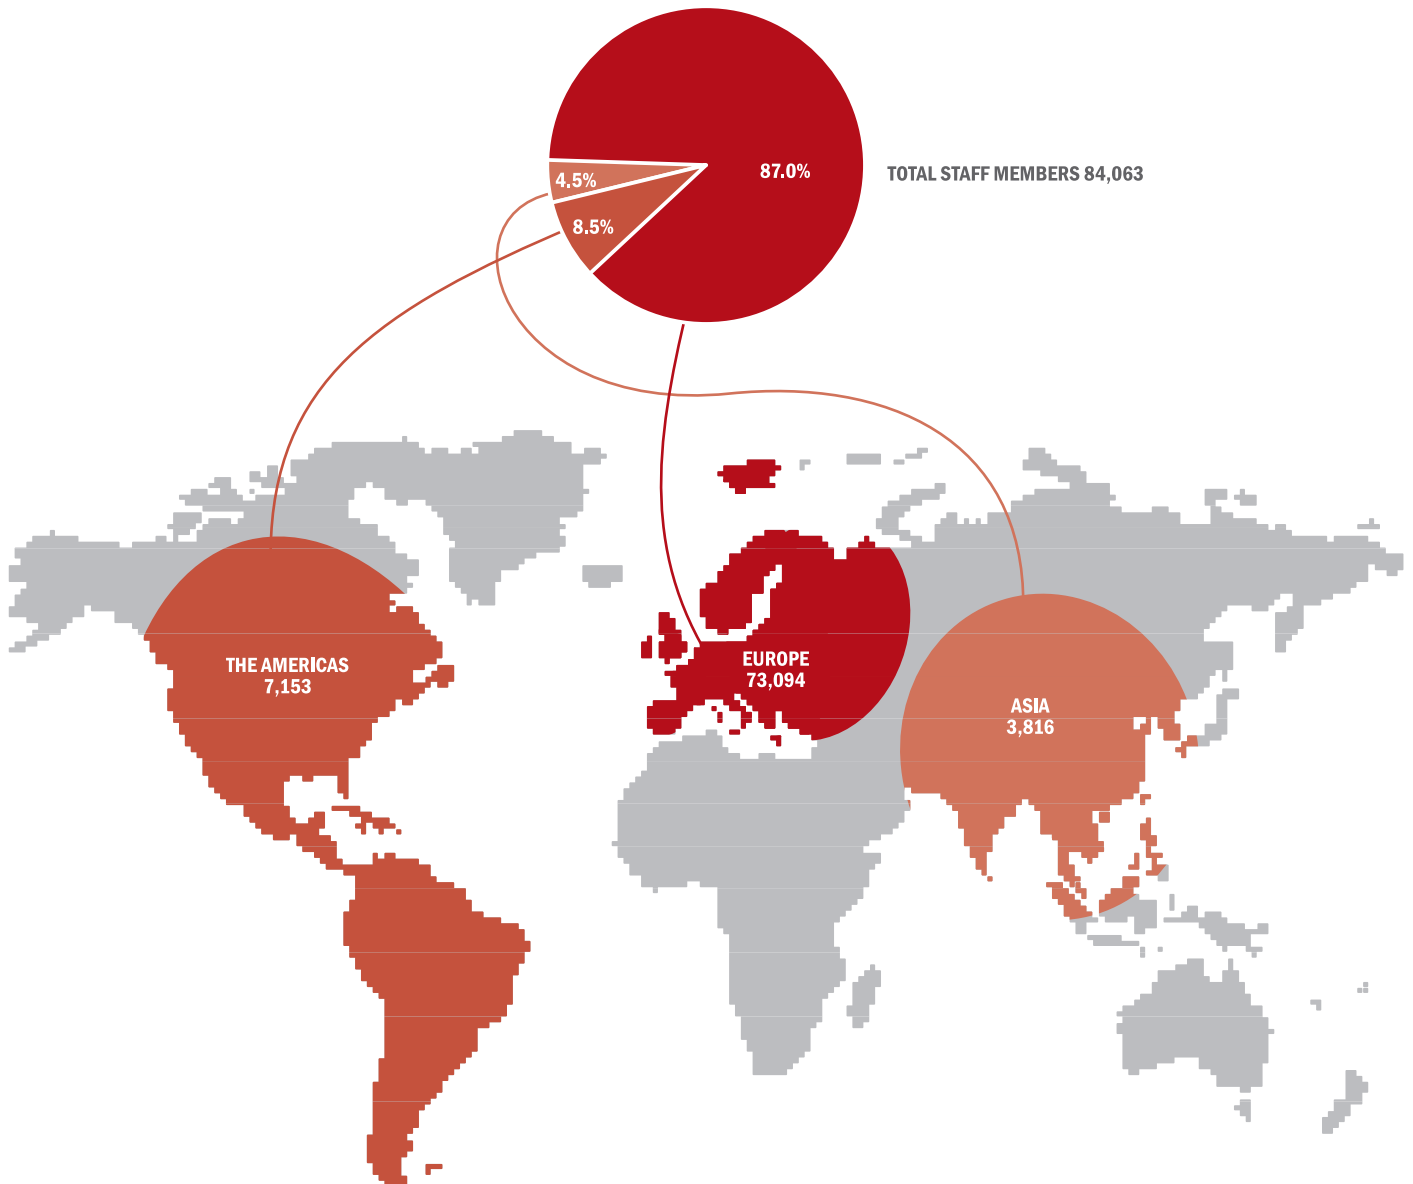 87.0%
4.5%
8.5%
TOTAL STAFF MEMBERS 84,063
THE AMERICAS
7,153
EUROPE
73,094
ASIA
3,816